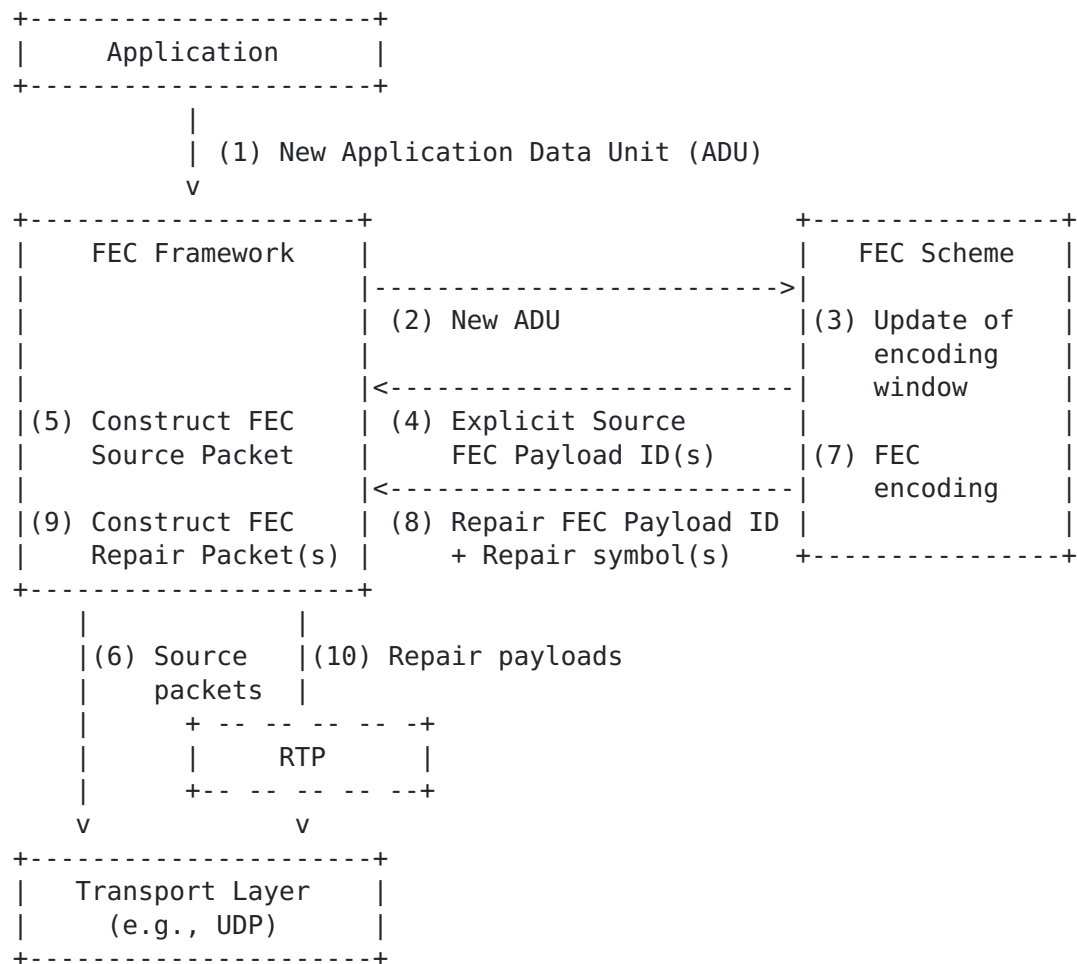 Application
(1) New Application Data Unit (ADU)
FEC Framework FEC Scheme
(2) New ADU (3) Update of
encoding
window
(5) Construct FEC (4) Explicit Source
Source Packet FEC Payload ID(s) (7) FEC
encoding
(9) Construct FEC (8) Repair FEC Payload ID
Repair Packet(s) + Repair symbol(s)
(6) Source (10) Repair payloads
packets
RTP
Transport Layer
(e.g., UDP)